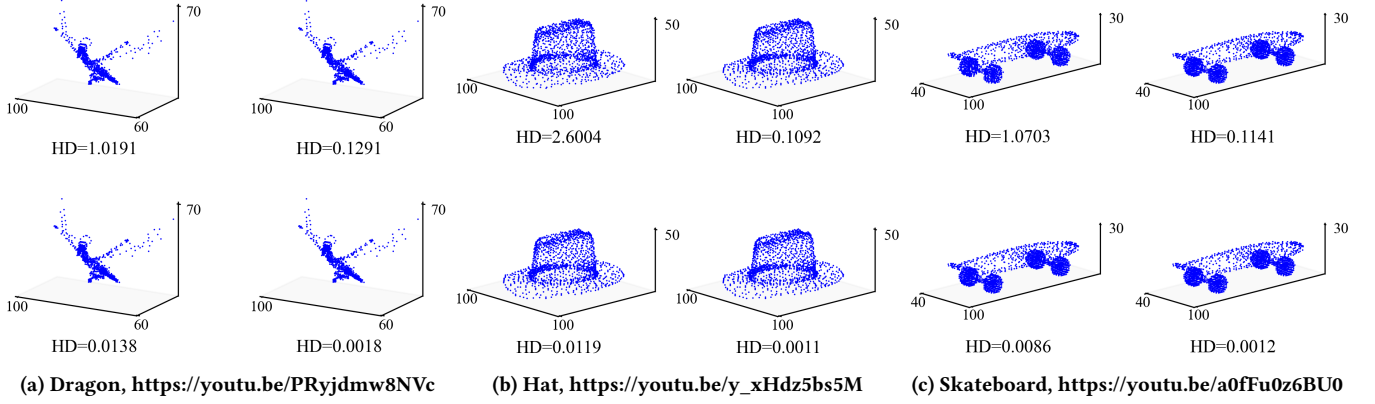 70
100
60
HD=1.0191
70
100
60
HD=0.1291
50
100
100
HD=2.6004
50
100
100
HD=0.1092
30
40
100
HD=1.0703
30
40
100
HD=0.1141
70
100
60
HD=0.0138
70
100
60
HD=0.0018
50
100
100
HD=0.0119
50
100
100
HD=0.0011
30
40
100
HD=0.0086
30
40
100
HD=0.0012
(a) Dragon, https://youtu.be/PRyjdmw8NVc
(b) Hat, https://youtu.be/y_xHdz5bs5M
(c) Skateboard, https://youtu.be/a0fFu0z6BU0